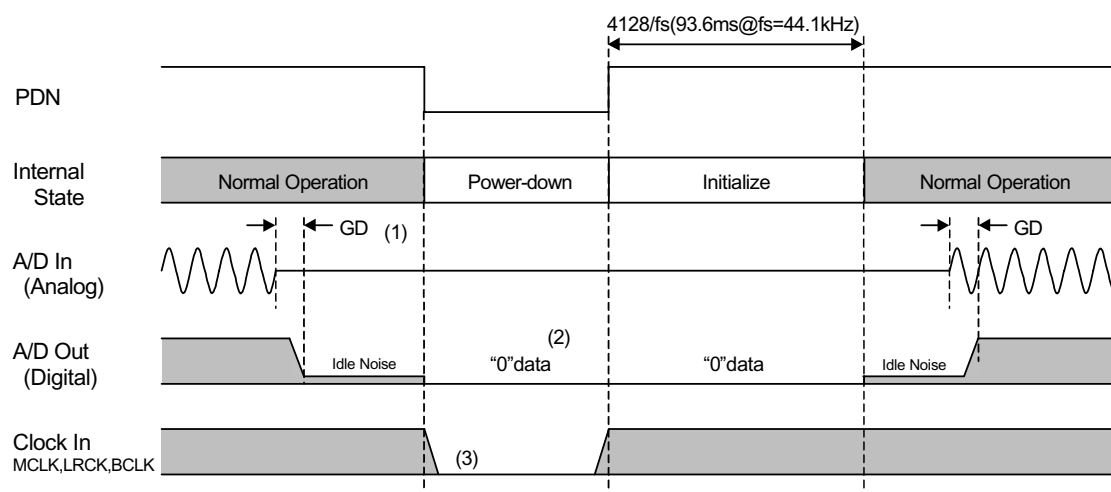 4128/fs(93.6ms@fs=44.1kHz)
PDN
Internal
State
Normal Operation
Power-down
Initialize
Normal Operation
GD
(1)
GD
A/D In
(Analog)
A/D Out
(Digital)
Idle Noise
(2)
“0”data
“0”data
Idle Noise
Clock In
MCLK,LRCK,BCLK
(3)